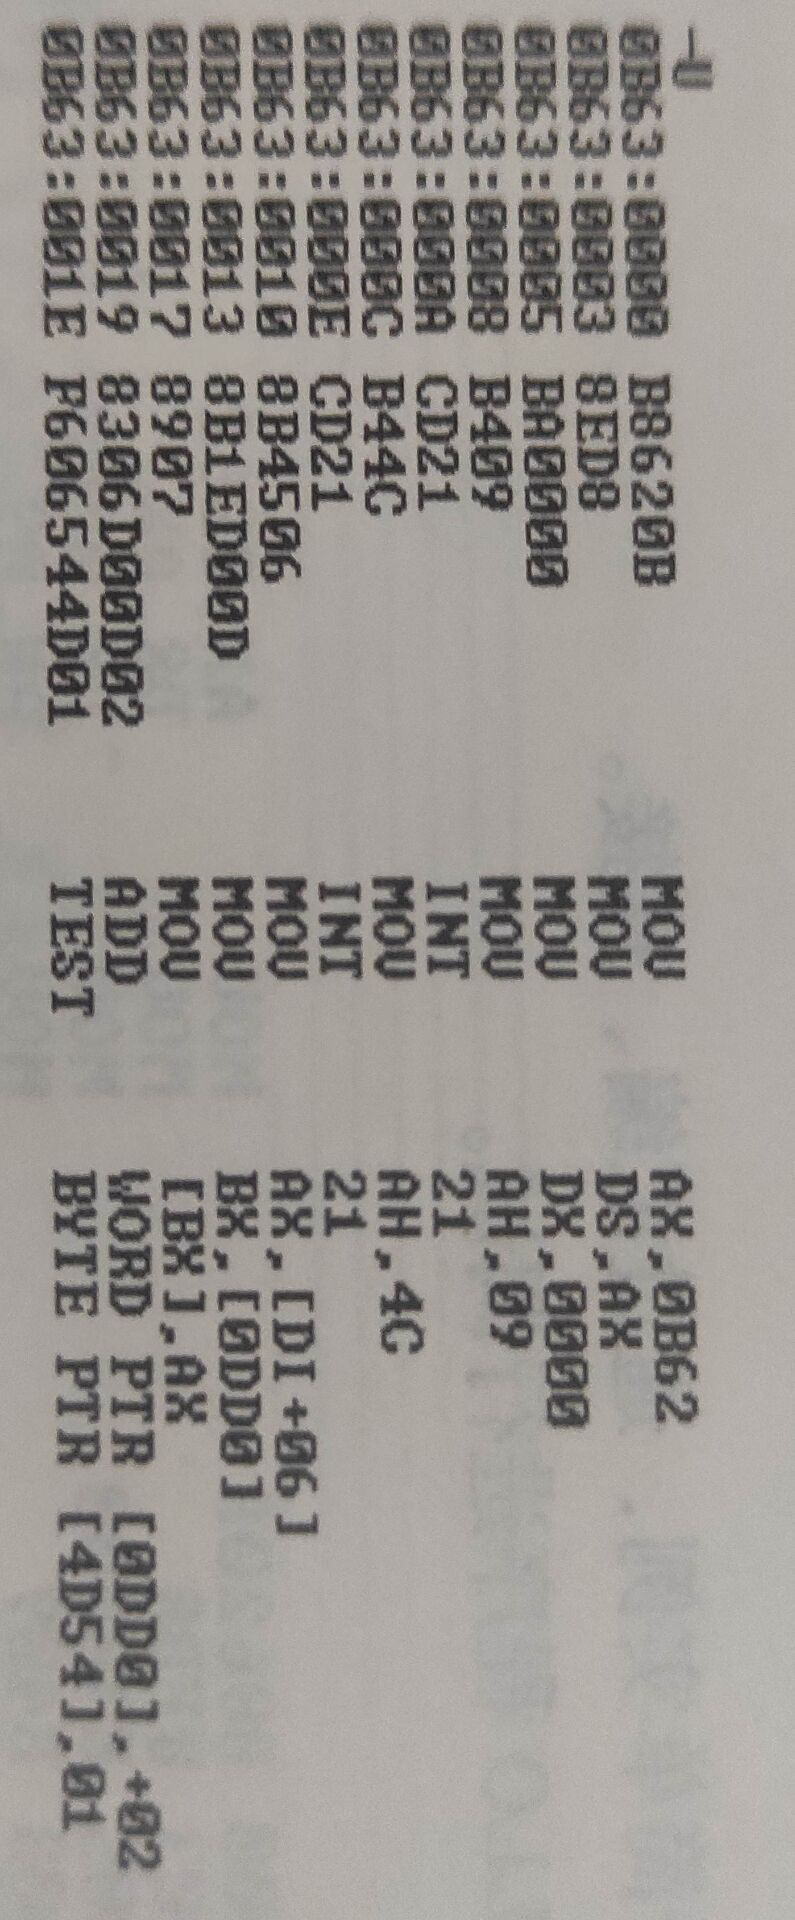 -U
0B63:0000 B8620B MOV AX,0B62
0B63:0003 8ED8 MOV DS,AX
0B63:0005 BA0000 MOV DX,0000
0B63:0008 B409 MOV AH,09
0B63:000A CD21 INT 21
0B63:000C B44C MOV AH,4C
0B63:000E CD21 INT 21
0B63:0010 8B4506 MOV AX,[DI+06]
0B63:0013 8B1ED00D MOV BX,[0DD0]
0B63:0017 8907 MOV [BX],AX
0B63:0019 8306D00D02 ADD WORD PTR [0DD0],+02
0B63:001E F606544D01 TEST BYTE PTR [4D54],01